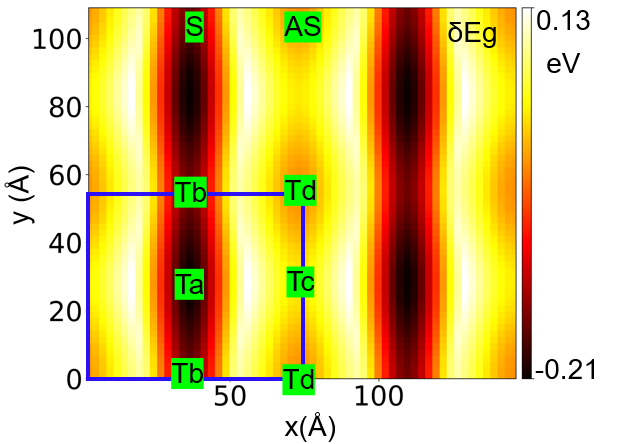 S AS δEg 0.13
eV
100
80
60
40
20
0
y (Å)
Tb Td
Ta Tc
Tb Td
-0.21
50 100
x(Å)